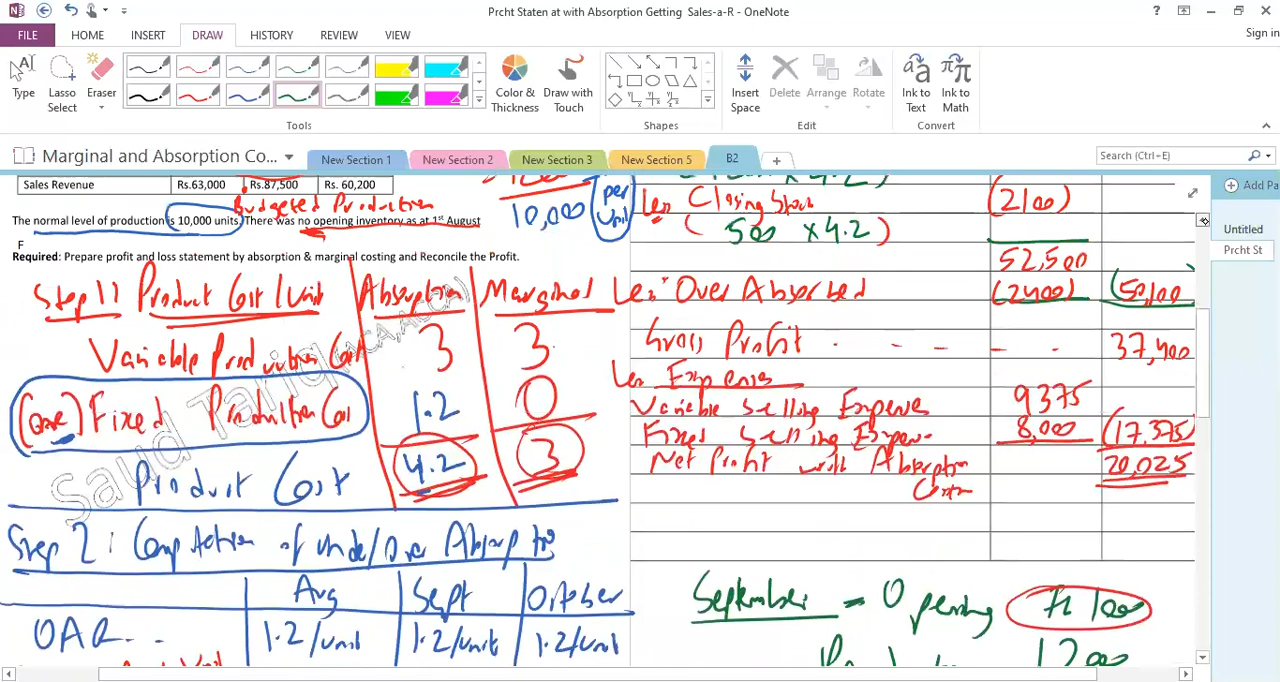 Prcht Staten at with Absorption Getting Sales-a-R - OneNote
? 
Sign in
FILE HOME INSERT DRAW HISTORY REVIEW VIEW
Type
Lasso Select
Eraser
Color & Thickness
Draw with Touch
Insert Space
Delete
Arrange
Rotate
Ink to Text
Ink to Math
Tools
Shapes
Edit
Convert
Marginal and Absorption Co...
New Section 1
New Section 2
New Section 3
New Section 5
B2
Search (Ctrl+E)
Add Pa
Untitled
Prcht St
Sales Revenue Rs.63,000 Rs.87,500 Rs. 60,200
Budgeted Production
10,000
per unit
The normal level of production is 10,000 units. There was no opening inventory as at 1st August
F
Required: Prepare profit and loss statement by absorption & marginal costing and Reconcile the Profit.
Step 1) Product Cost / Unit Absorption Marginal
Variable Production Cost 3 3
(OAR) Fixed Production Cost 1.2 0
Product Cost 4.2 3
Saud Tariq
Step 2: Computation of under/over Absorption
Aug Sept October
OAR 1.2/unit 1.2/unit 1.2/unit
Less Closing Stock (2100)
(500 x 4.2)
52,500
Less: Over Absorbed (2400) (50,100)
Gross Profit 37,400
Less Expenses
Variable Selling Expenses 9375
Fixed Selling Expense 8,000 (17,375)
Net Profit with Absorption 20,025
September = Opening
1200